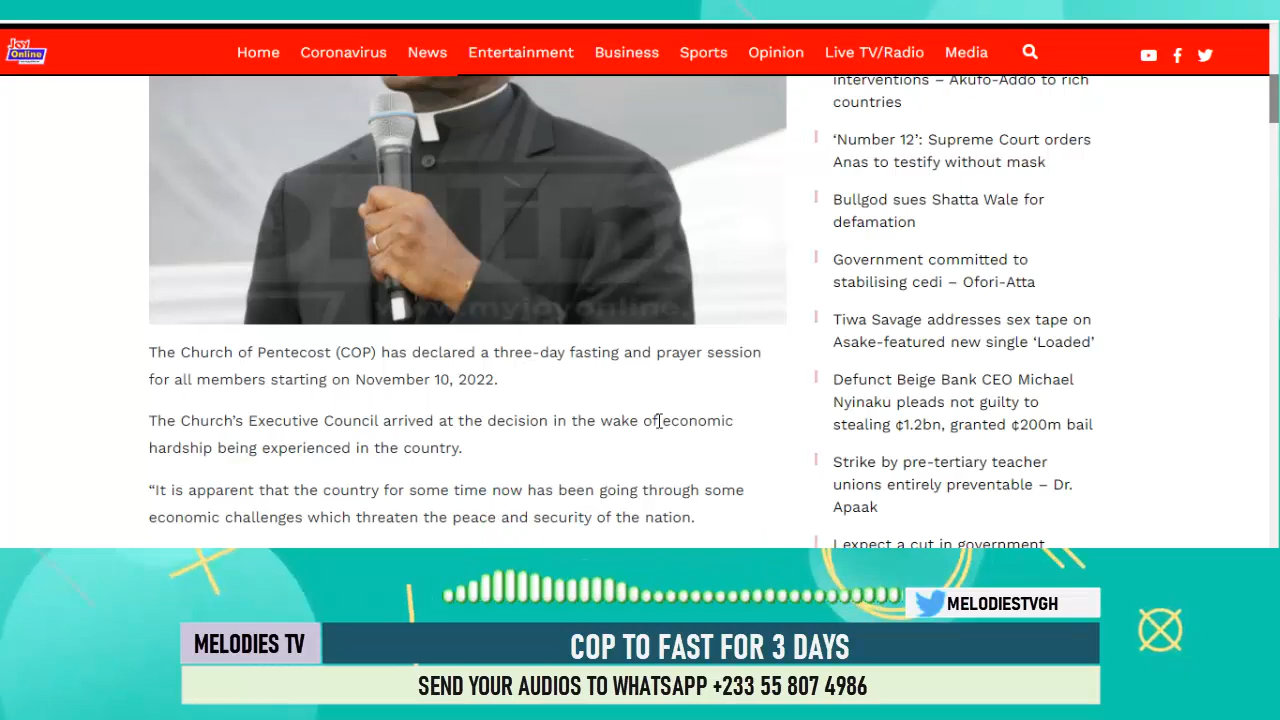 Joy
Online
Home Coronavirus News Entertainment Business Sports Opinion Live TV/Radio Media
www.myjoyonline.
The Church of Pentecost (COP) has declared a three-day fasting and prayer session
for all members starting on November 10, 2022.
The Church’s Executive Council arrived at the decision in the wake of economic
hardship being experienced in the country.
“It is apparent that the country for some time now has been going through some
economic challenges which threaten the peace and security of the nation.
interventions – Akufo-Addo to rich
countries
‘Number 12’: Supreme Court orders
Anas to testify without mask
Bullgod sues Shatta Wale for
defamation
Government committed to
stabilising cedi – Ofori-Atta
Tiwa Savage addresses sex tape on
Asake-featured new single ‘Loaded’
Defunct Beige Bank CEO Michael
Nyinaku pleads not guilty to
stealing ¢1.2bn, granted ¢200m bail
Strike by pre-tertiary teacher
unions entirely preventable – Dr.
Apaak
I expect a cut in government
MELODIESTVGH
MELODIES TV
COP TO FAST FOR 3 DAYS
SEND YOUR AUDIOS TO WHATSAPP +233 55 807 4986